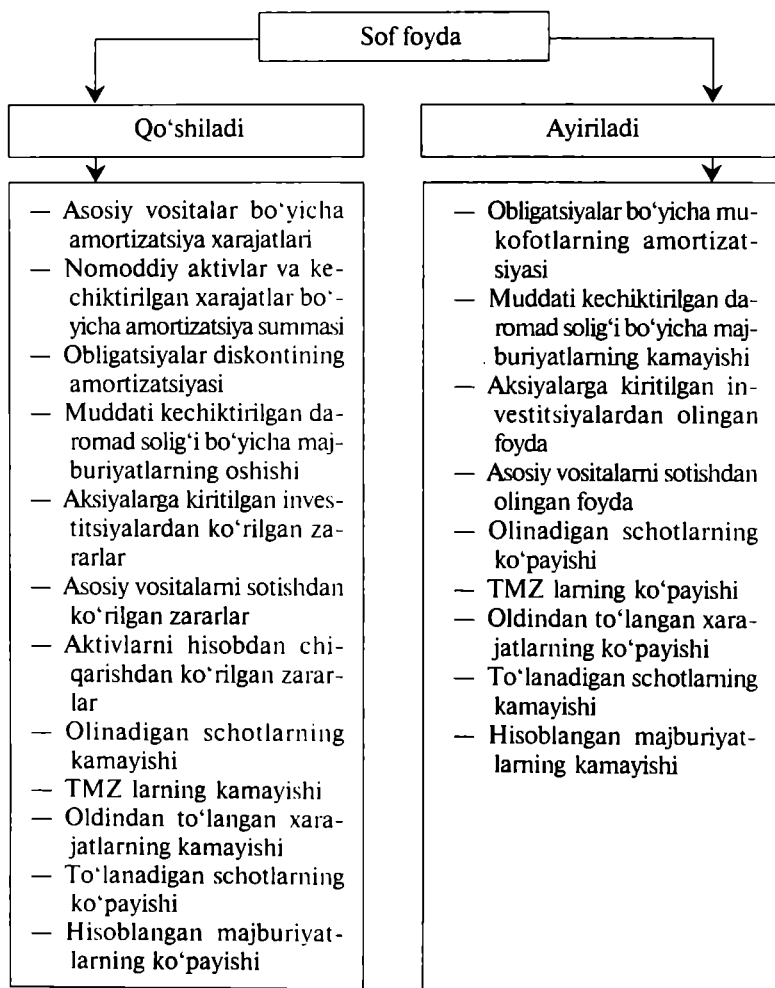 Sof foyda
Qo‘shiladi
— Asosiy vositalar bo‘yicha
amortizatsiya xarajatlari
— Nomoddiy aktivlar va ke-
chiktirilgan xarajatlar bo‘-
yicha amortizatsiya summasi
— Obligatsiyalar diskontining
amortizatsiyasi
— Muddati kechiktirilgan da-
romad solig‘i bo‘yicha maj-
buriyatlarning oshishi
— Aksiyalarga kiritilgan inves-
titsiyalardan ko‘rilgan za-
rarlar
— Asosiy vositalarni sotishdan
ko‘rilgan zararlar
— Aktivlarni hisobdan chi-
qarishdan ko‘rilgan zarar-
lar
— Olinadigan schotlarning
kamayishi
— TMZ larning kamayishi
— Oldindan to‘langan xara-
jatlarning kamayishi
— To‘lanadigan schotlarning
ko‘payishi
— Hisoblangan majburiyat-
larning ko‘payishi
Ayiriladi
— Obligatsiyalar bo‘yicha mu-
kofotlarning amortizat-
siyasi
— Muddati kechiktirilgan da-
romad solig‘i bo‘yicha maj-
buriyatlarning kamayishi
— Aksiyalarga kiritilgan in-
vestitsiyalardan olingan
foyda
— Asosiy vositalarni sotishdan
olingan foyda
— Olinadigan schotlarning
ko‘payishi
— TMZ larning ko‘payishi
— Oldindan to‘langan xara-
jatlarning ko‘payishi
— To‘lanadigan schotlarning
kamayishi
— Hisoblangan majburiyat-
larning kamayishi